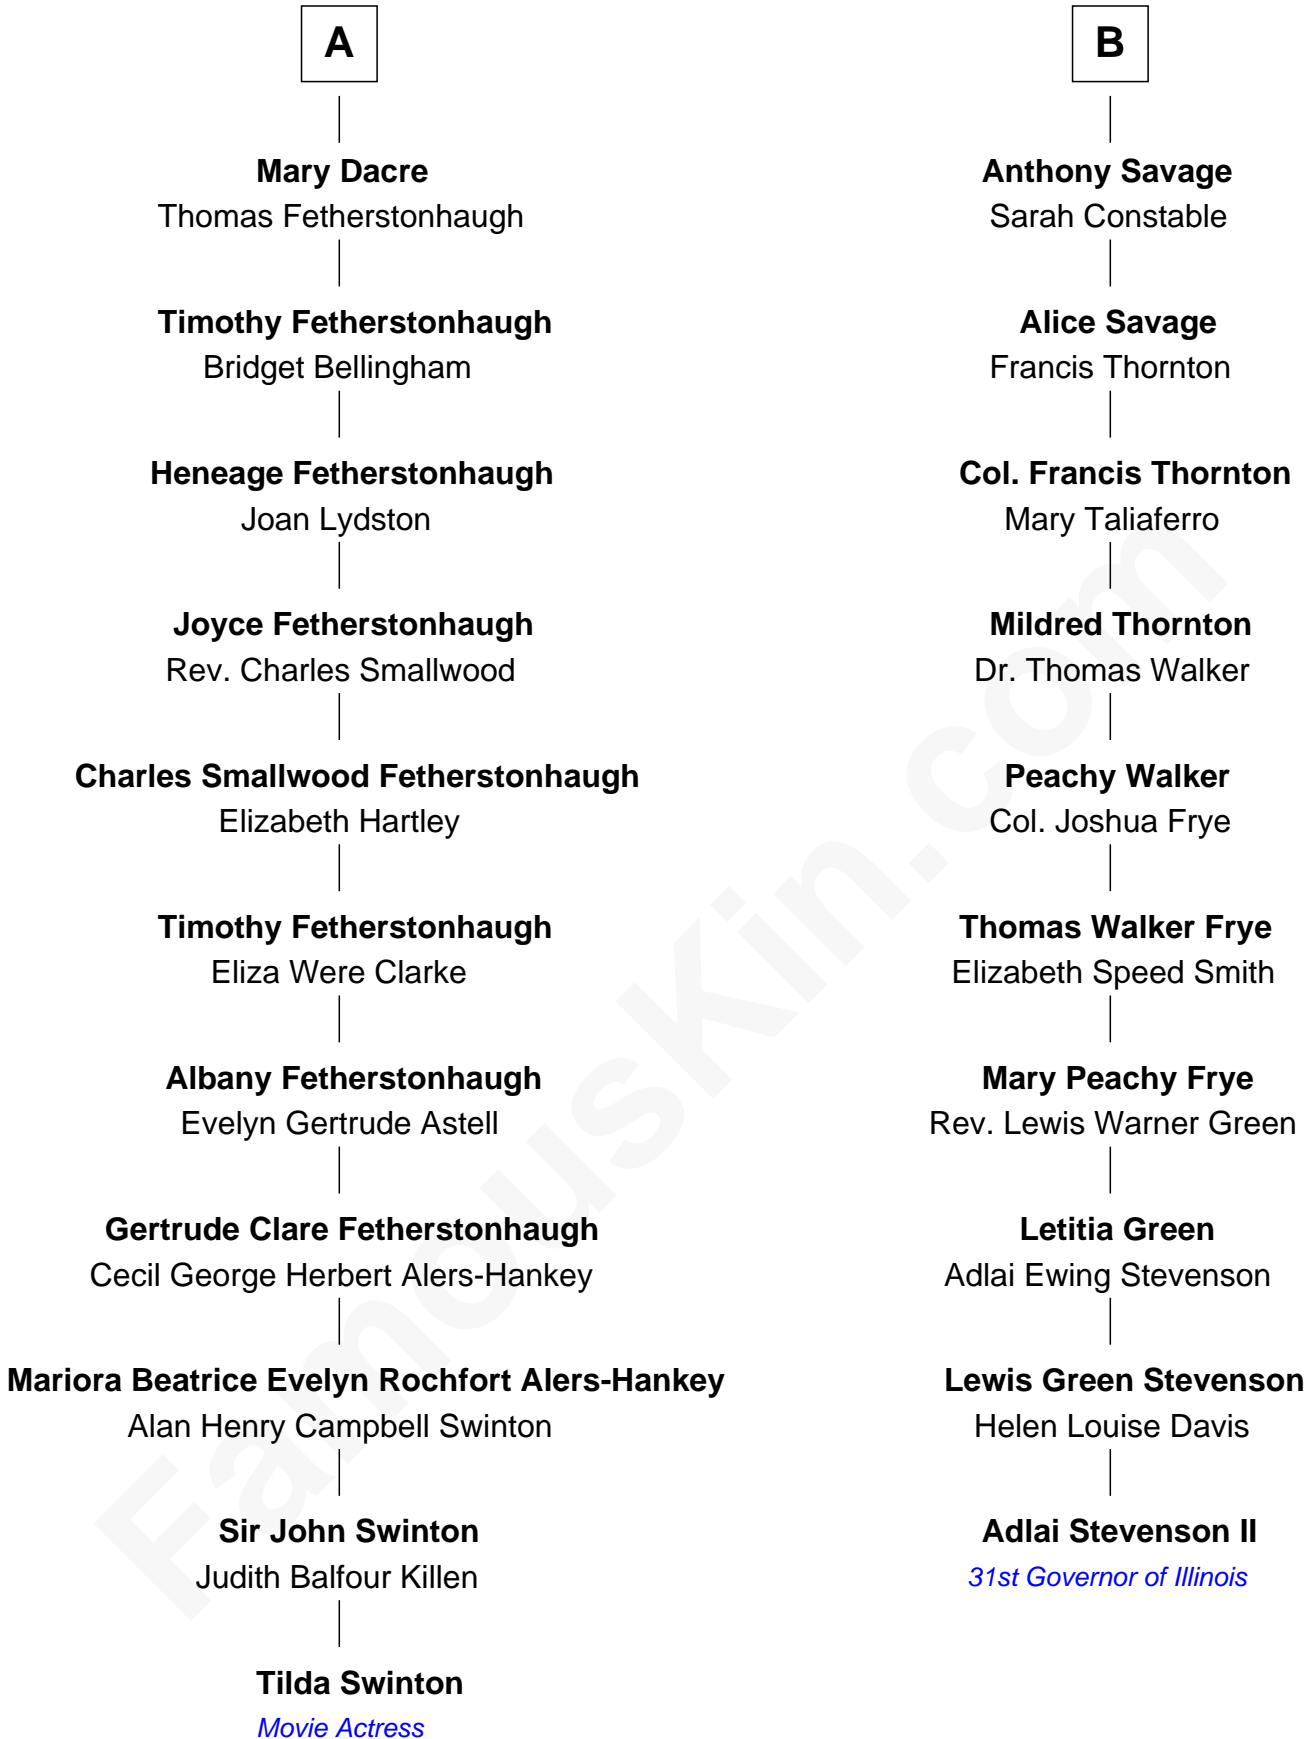 A
Mary Dacre
Thomas Fetherstonhaugh
Timothy Fetherstonhaugh
Bridget Bellingham
Heneage Fetherstonhaugh
Joan Lydston
Joyce Fetherstonhaugh
Rev. Charles Smallwood
Charles Smallwood Fetherstonhaugh
Elizabeth Hartley
Timothy Fetherstonhaugh
Eliza Were Clarke
Albany Fetherstonhaugh
Evelyn Gertrude Astell
Gertrude Clare Fetherstonhaugh
Cecil George Herbert Alers-Hankey
Mariora Beatrice Evelyn Rochfort Alers-Hankey
Alan Henry Campbell Swinton
Sir John Swinton
Judith Balfour Killen
Tilda Swinton
Movie Actress
B
Anthony Savage
Sarah Constable
Alice Savage
Francis Thornton
Col. Francis Thornton
Mary Taliaferro
Mildred Thornton
Dr. Thomas Walker
Peachy Walker
Col. Joshua Frye
Thomas Walker Frye
Elizabeth Speed Smith
Mary Peachy Frye
Rev. Lewis Warner Green
Letitia Green
Adlai Ewing Stevenson
Lewis Green Stevenson
Helen Louise Davis
Adlai Stevenson II
31st Governor of Illinois
FamousKin.com